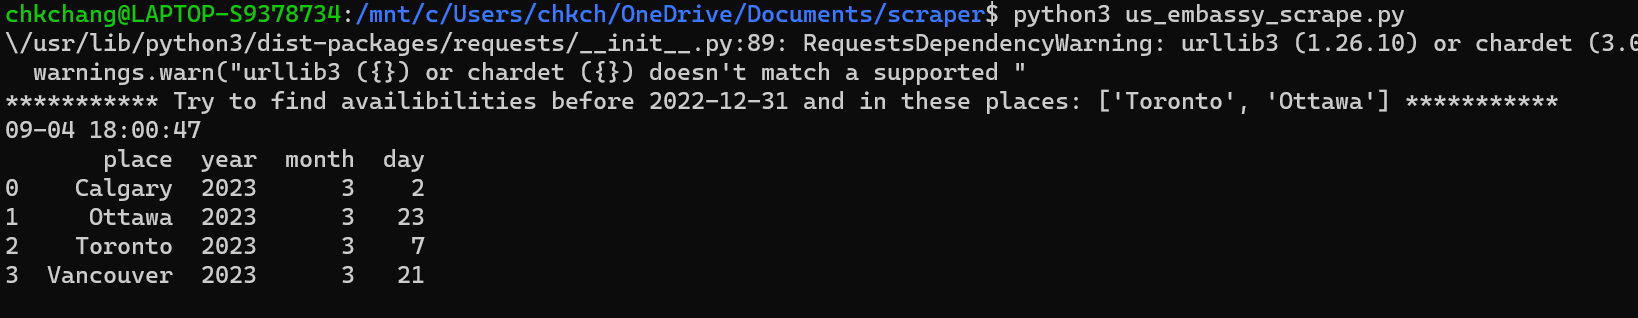 chkchang@LAPTOP-S9378734:/mnt/c/Users/chkch/OneDrive/Documents/scraper$ python3 us_embassy_scrape.py
\/usr/lib/python3/dist-packages/requests/__init__.py:89: RequestsDependencyWarning: urllib3 (1.26.10) or chardet (3.0
  warnings.warn("urllib3 ({}) or chardet ({}) doesn't match a supported "
*********** Try to find availibilities before 2022-12-31 and in these places: ['Toronto', 'Ottawa'] ***********
09-04 18:00:47
       place  year  month  day
0    Calgary  2023      3    2
1     Ottawa  2023      3   23
2    Toronto  2023      3    7
3  Vancouver  2023      3   21